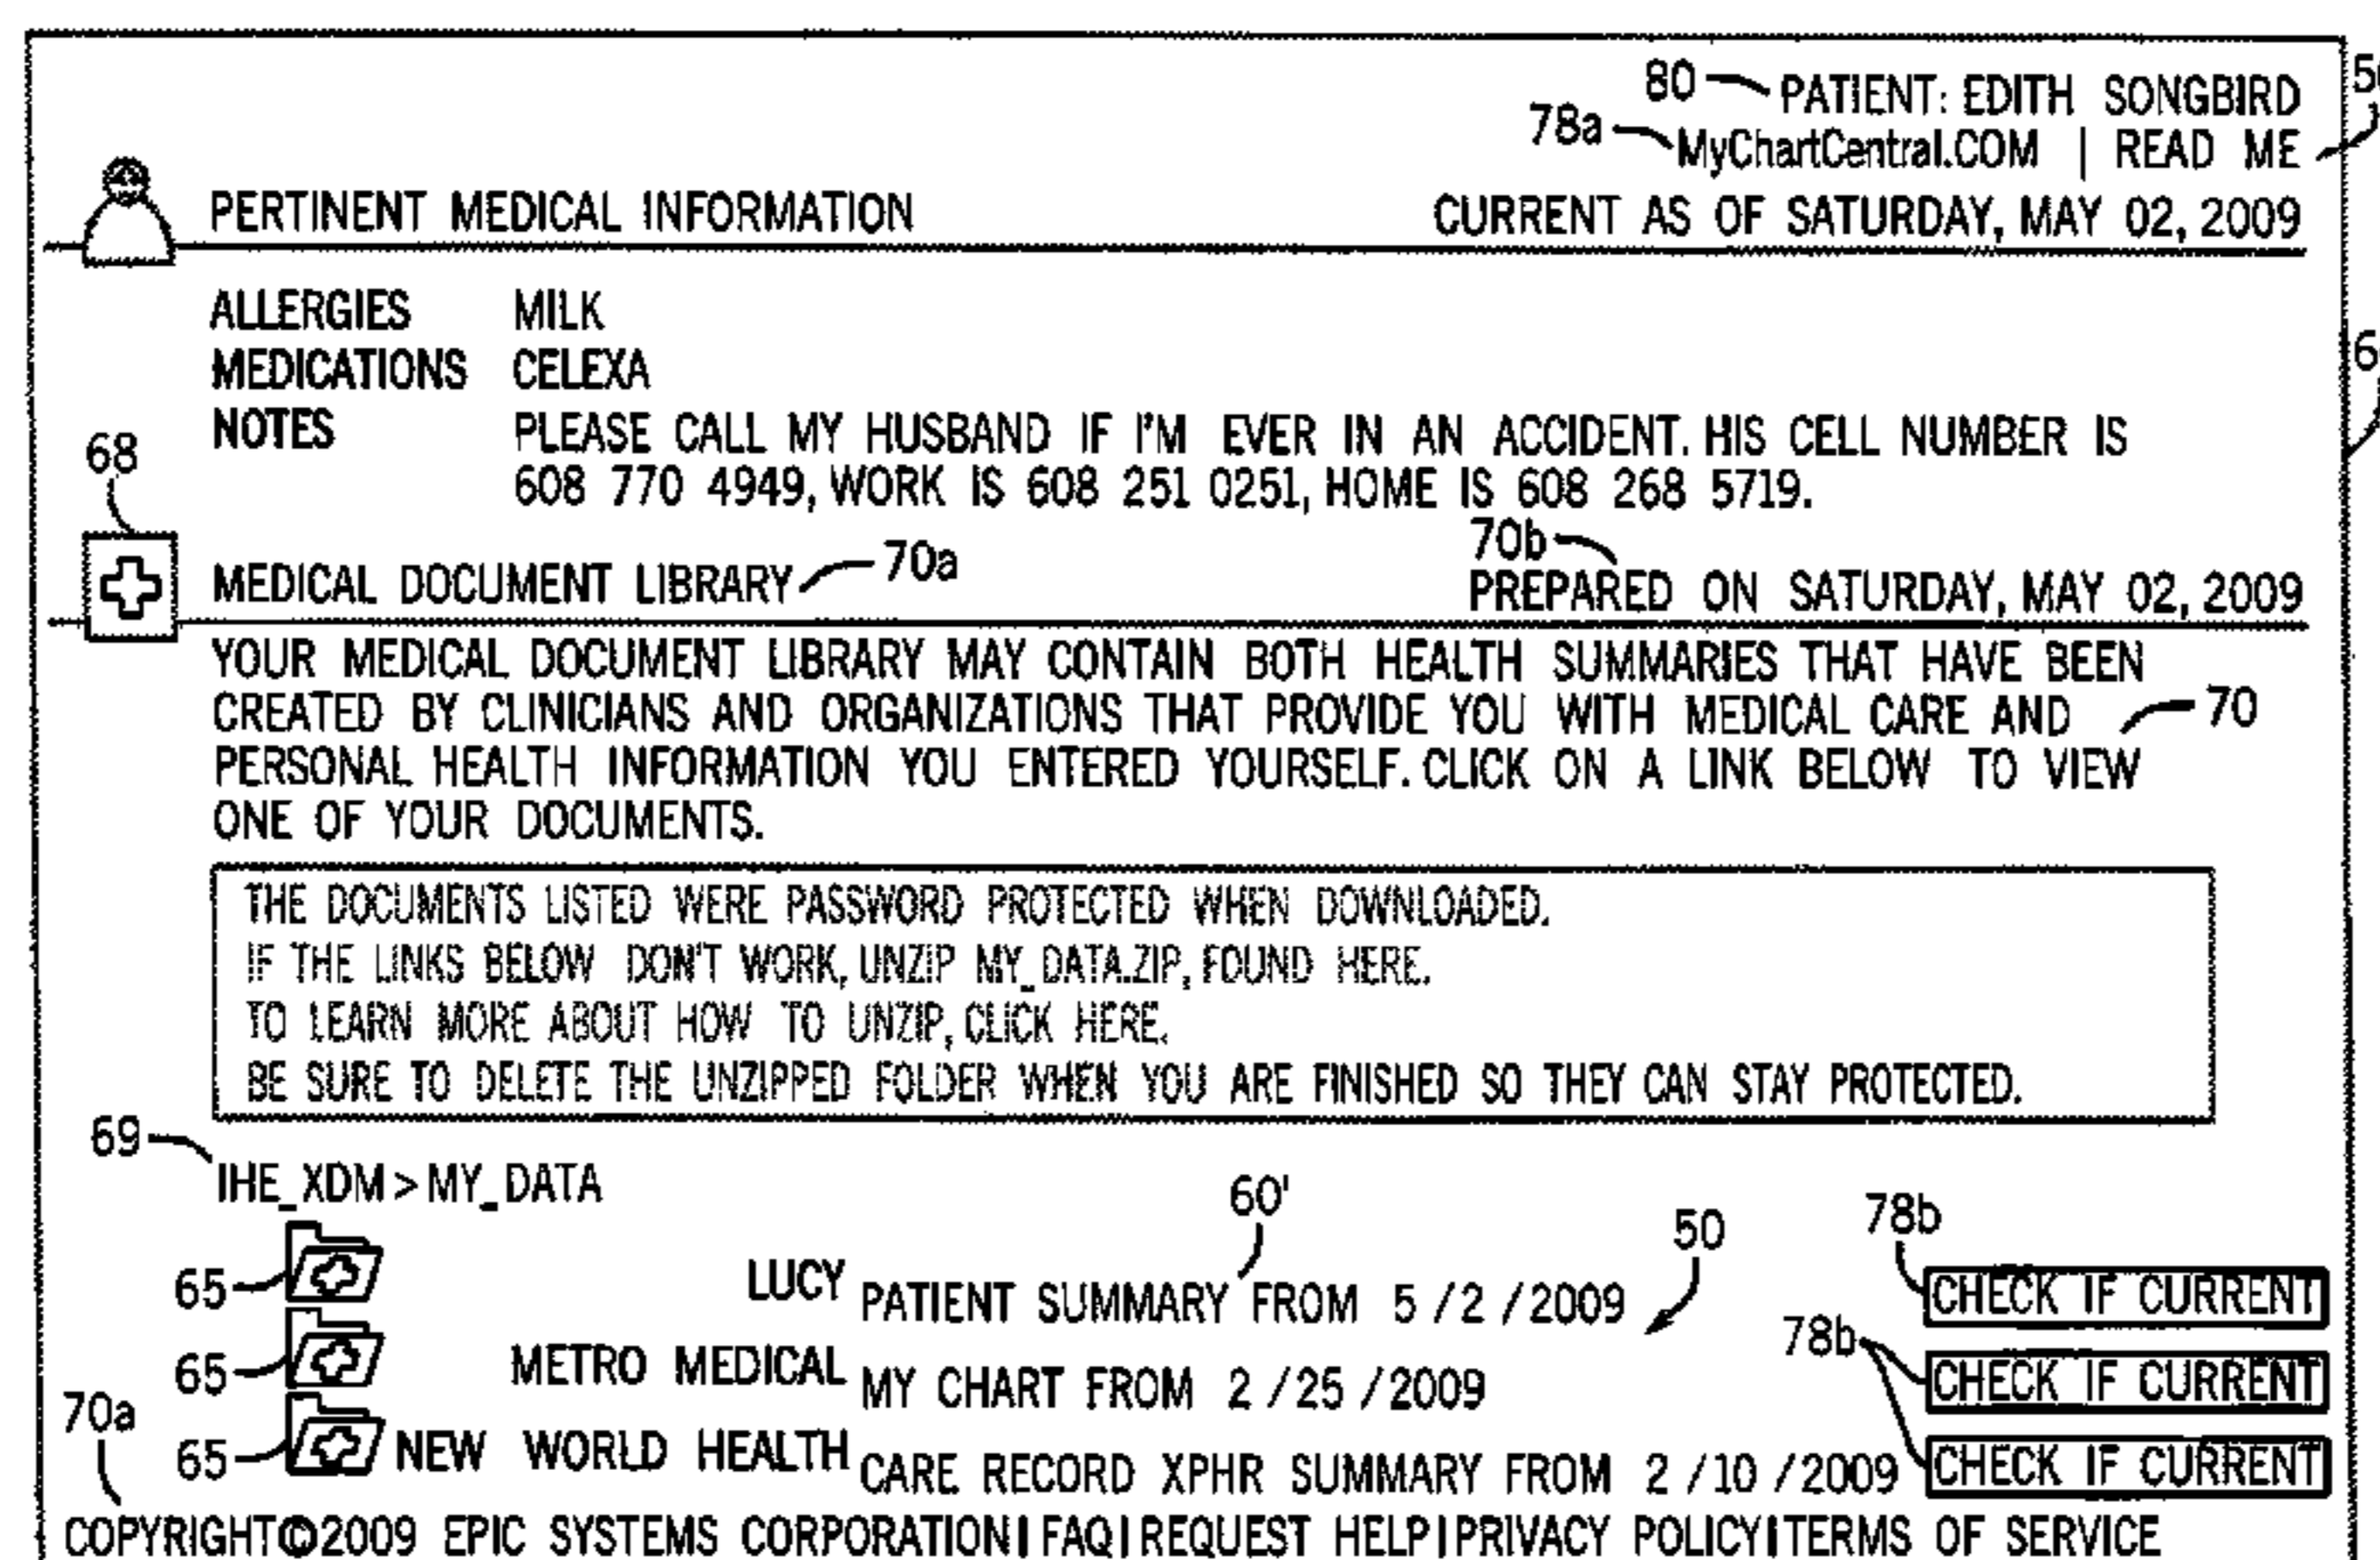 80 PATIENT: EDITH SONGBIRD
78a MyChartCentral.COM | READ ME
PERTINENT MEDICAL INFORMATION CURRENT AS OF SATURDAY, MAY 02, 2009
ALLERGIES MILK
MEDICATIONS CELEXA
NOTES PLEASE CALL MY HUSBAND IF I'M EVER IN AN ACCIDENT. HIS CELL NUMBER IS
68
608 770 4949, WORK IS 608 251 0251, HOME IS 608 268 5719.
70b
MEDICAL DOCUMENT LIBRARY 70a PREPARED ON SATURDAY, MAY 02, 2009
YOUR MEDICAL DOCUMENT LIBRARY MAY CONTAIN BOTH HEALTH SUMMARIES THAT HAVE BEEN
CREATED BY CLINICIANS AND ORGANIZATIONS THAT PROVIDE YOU WITH MEDICAL CARE AND 70
PERSONAL HEALTH INFORMATION YOU ENTERED YOURSELF. CLICK ON A LINK BELOW TO VIEW
ONE OF YOUR DOCUMENTS.
THE DOCUMENTS LISTED WERE PASSWORD PROTECTED WHEN DOWNLOADED.
IF THE LINKS BELOW DON'T WORK, UNZIP MY_DATA.ZIP, FOUND HERE.
TO LEARN MORE ABOUT HOW TO UNZIP, CLICK HERE.
BE SURE TO DELETE THE UNZIPPED FOLDER WHEN YOU ARE FINISHED SO THEY CAN STAY PROTECTED.
69
IHE_XDM > MY_DATA
60' 50 78b
65 LUCY PATIENT SUMMARY FROM 5 /2 /2009 CHECK IF CURRENT
78b
65 METRO MEDICAL MY CHART FROM 2 /25 /2009 CHECK IF CURRENT
70a
65 NEW WORLD HEALTH CARE RECORD XPHR SUMMARY FROM 2 /10 /2009 CHECK IF CURRENT
COPYRIGHT©2009 EPIC SYSTEMS CORPORATION | FAQ | REQUEST HELP | PRIVACY POLICY | TERMS OF SERVICE